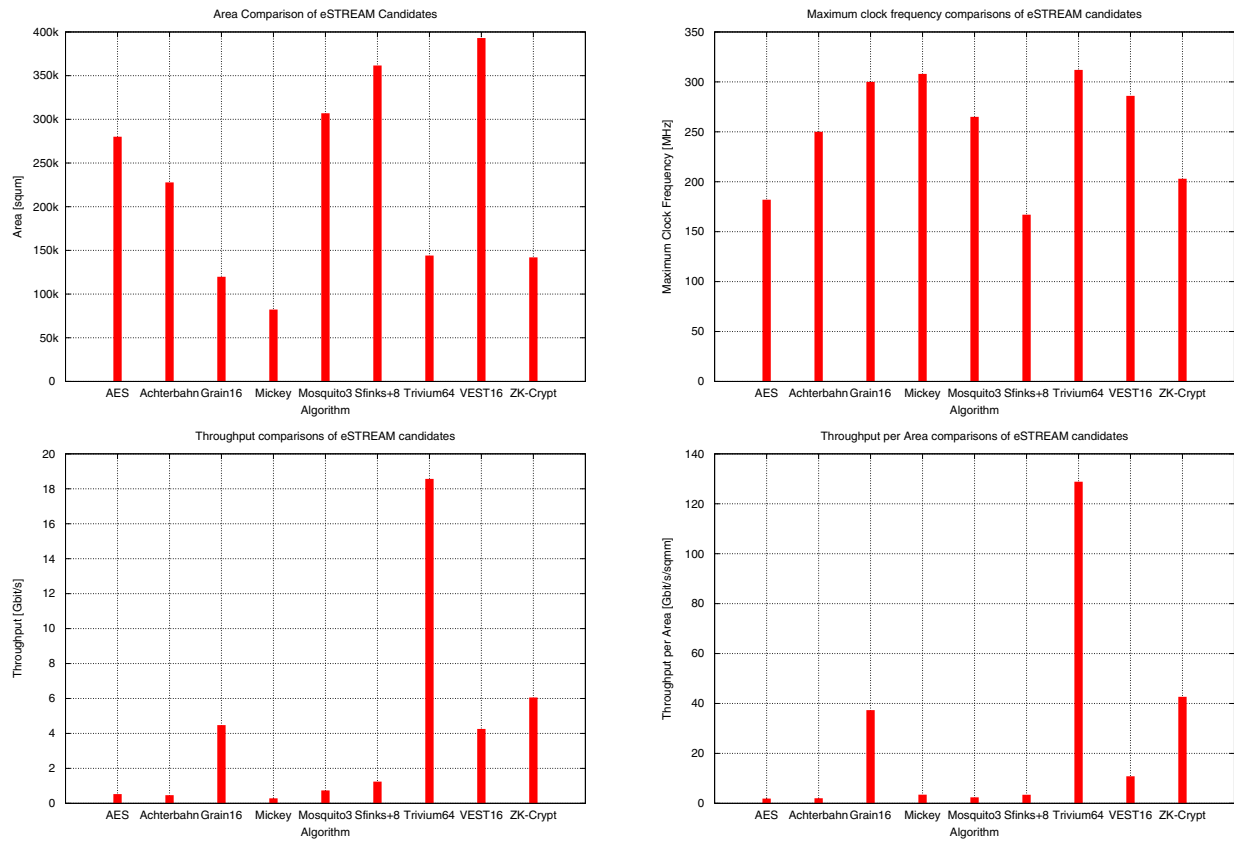 Area Comparison of eSTREAM Candidates
400k
350k
300k
250k
200k
150k
100k
50k
0
Area [squm]
AES Achterbahn Grain16 Mickey Mosquito3 Sfinks+8 Trivium64 VEST16 ZK-Crypt
Algorithm
Maximum clock frequency comparisons of eSTREAM candidates
350
300
250
200
150
100
50
0
Maximum Clock Frequency [MHz]
AES Achterbahn Grain16 Mickey Mosquito3 Sfinks+8 Trivium64 VEST16 ZK-Crypt
Algorithm
Throughput comparisons of eSTREAM candidates
20
18
16
14
12
10
8
6
4
2
0
Throughput [Gbit/s]
AES Achterbahn Grain16 Mickey Mosquito3 Sfinks+8 Trivium64 VEST16 ZK-Crypt
Algorithm
Throughput per Area comparisons of eSTREAM candidates
140
120
100
80
60
40
20
0
Throughput per Area [Gbit/s/sqmm]
AES Achterbahn Grain16 Mickey Mosquito3 Sfinks+8 Trivium64 VEST16 ZK-Crypt
Algorithm